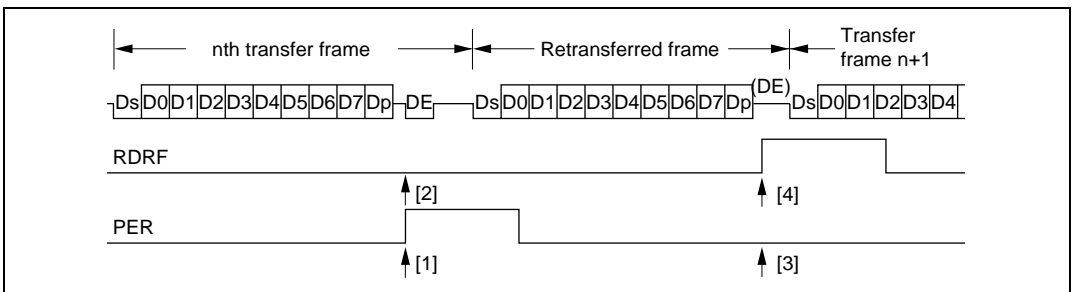 nth transfer frame
Retransferred frame
Transfer
frame n+1
Ds D0 D1 D2 D3 D4 D5 D6 D7 Dp DE Ds D0 D1 D2 D3 D4 D5 D6 D7 Dp (DE) Ds D0 D1 D2 D3 D4
RDRF
[2] [4]
PER
[1] [3]